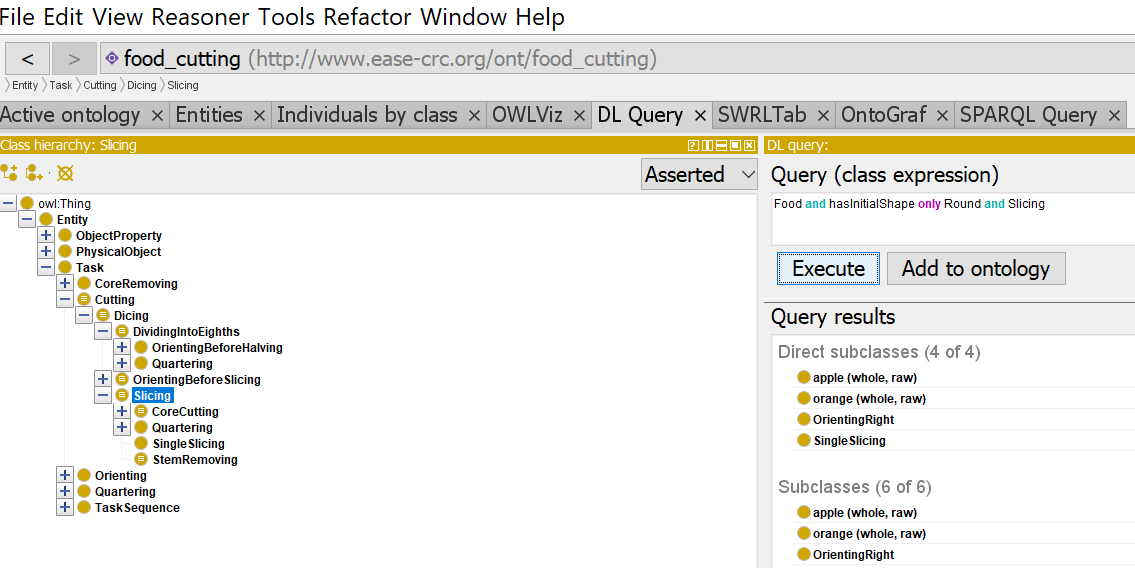 File Edit View Reasoner Tools Refactor Window Help
< > food_cutting (http://www.ease-crc.org/ont/food_cutting)
Entity Task Cutting Dicing Slicing
Active ontology × Entities × Individuals by class × OWLViz × DL Query × SWRLTab × OntoGraf × SPARQL Query ×
Class hierarchy: Slicing
Asserted
owl:Thing
Entity
ObjectProperty
PhysicalObject
Task
CoreRemoving
Cutting
Dicing
DividingIntoEighths
OrientingBeforeHalving
Quartering
OrientingBeforeSlicing
Slicing
CoreCutting
Quartering
SingleSlicing
StemRemoving
Orienting
Quartering
TaskSequence
DL query:
Query (class expression)
Food and hasInitialShape only Round and Slicing
Execute Add to ontology
Query results
Direct subclasses (4 of 4)
apple (whole, raw)
orange (whole, raw)
OrientingRight
SingleSlicing
Subclasses (6 of 6)
apple (whole, raw)
orange (whole, raw)
OrientingRight